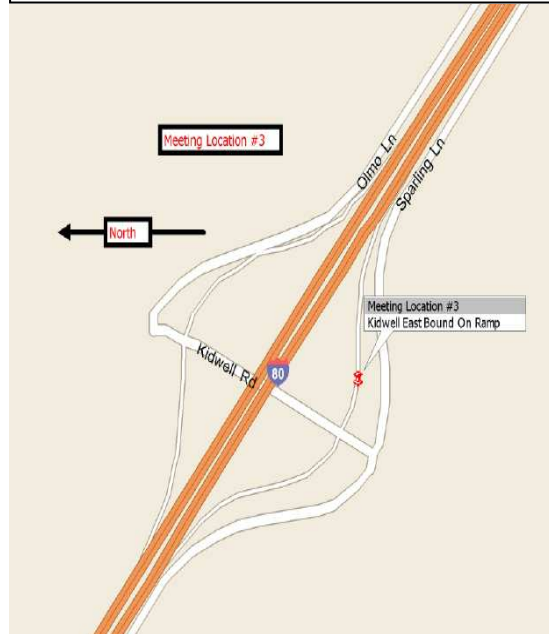 Meeting Location #3
Olmo Ln
Sparling Ln
North
Meeting Location #3
Kidwell East Bound On Ramp
Kidwell Rd
80
3